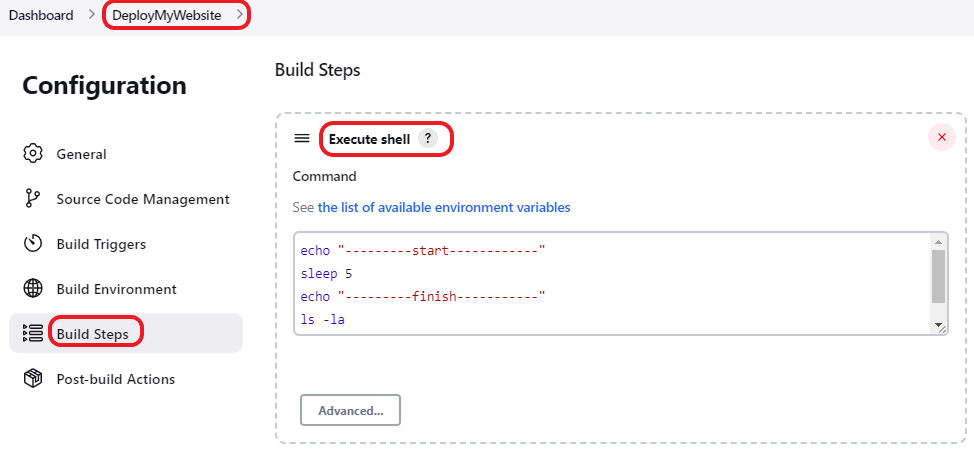 Dashboard > DeployMyWebsite >
Configuration
General
Source Code Management
Build Triggers
Build Environment
Build Steps
Post-build Actions
Build Steps
Execute shell ?
Command
See the list of available environment variables
echo "---------start------------"
sleep 5
echo "---------finish-----------"
ls -la
Advanced...